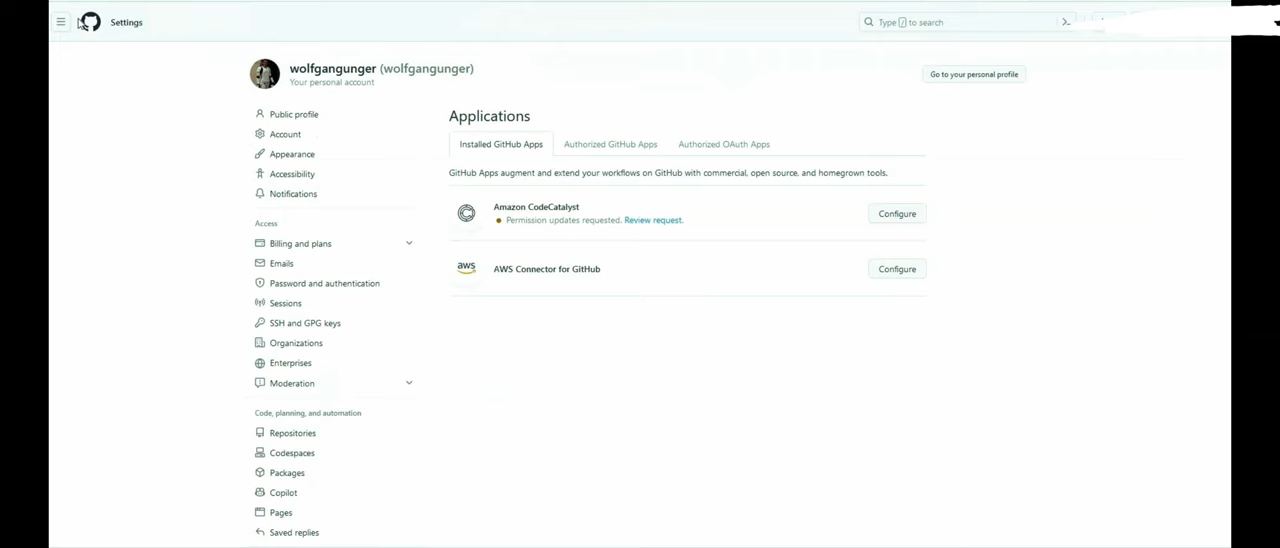 Settings
Type / to search
wolfgangunger (wolfgangunger)
Your personal account
Go to your personal profile
Public profile
Account
Appearance
Accessibility
Notifications
Access
Billing and plans
Emails
Password and authentication
Sessions
SSH and GPG keys
Organizations
Enterprises
Moderation
Code, planning, and automation
Repositories
Codespaces
Packages
Copilot
Pages
Saved replies
Applications
Installed GitHub Apps Authorized GitHub Apps Authorized OAuth Apps
GitHub Apps augment and extend your workflows on GitHub with commercial, open source, and homegrown tools.
Amazon CodeCatalyst
Permission updates requested. Review request.
Configure
aws
AWS Connector for GitHub
Configure